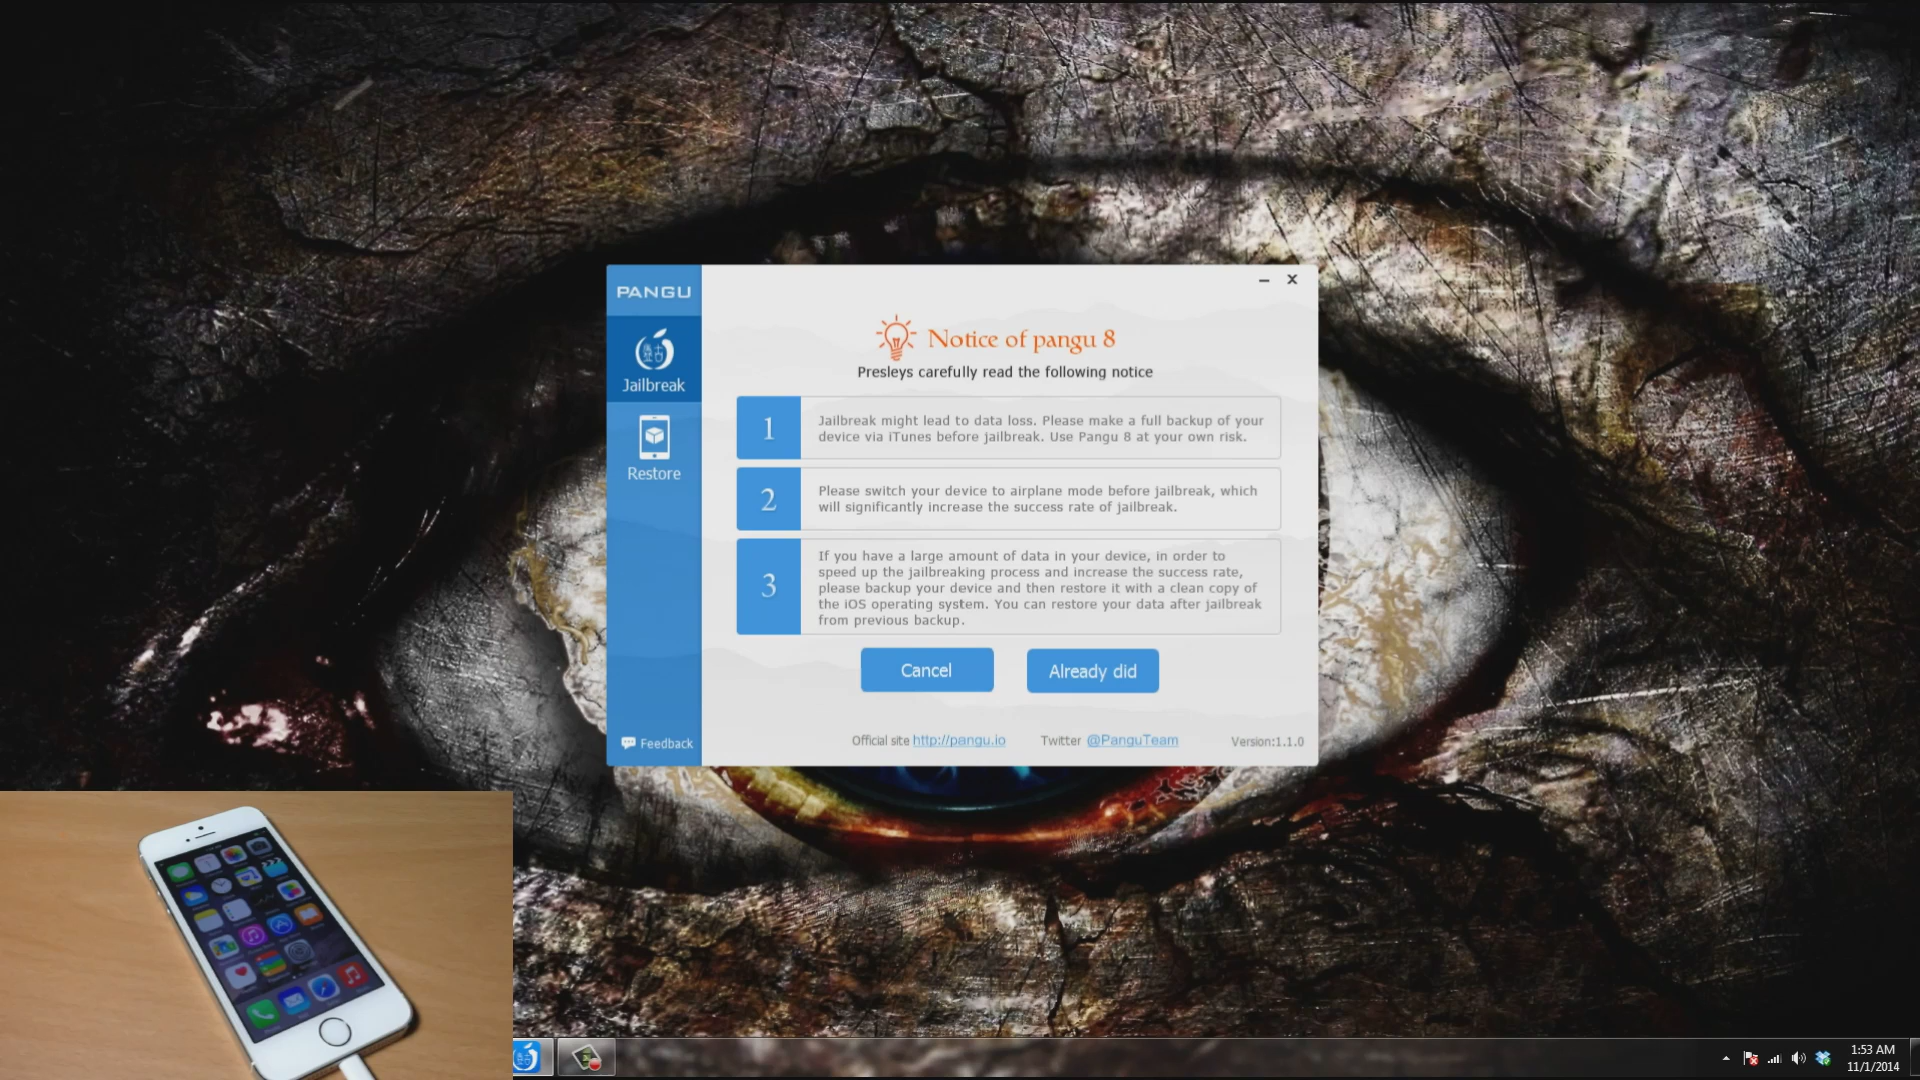 PANGU
Jailbreak
Restore
Feedback
Notice of pangu 8
Presleys carefully read the following notice
1
Jailbreak might lead to data loss. Please make a full backup of your
device via iTunes before jailbreak. Use Pangu 8 at your own risk.
2
Please switch your device to airplane mode before jailbreak, which
will significantly increase the success rate of jailbreak.
3
If you have a large amount of data in your device, in order to
speed up the jailbreaking process and increase the success rate,
please backup your device and then restore it with a clean copy of
the iOS operating system. You can restore your data after jailbreak
from previous backup.
Cancel
Already did
Official site http://pangu.io
Twitter @PanguTeam
Version:1.1.0
1:53 AM
11/1/2014